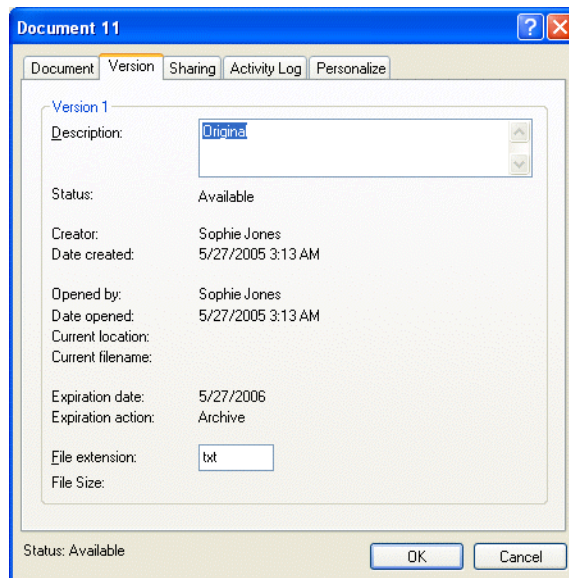 Document 11
Document Version Sharing Activity Log Personalize
Version 1
Description: Original
Status: Available
Creator: Sophie Jones
Date created: 5/27/2005 3:13 AM
Opened by: Sophie Jones
Date opened: 5/27/2005 3:13 AM
Current location:
Current filename:
Expiration date: 5/27/2006
Expiration action: Archive
File extension: txt
File Size:
Status: Available OK Cancel